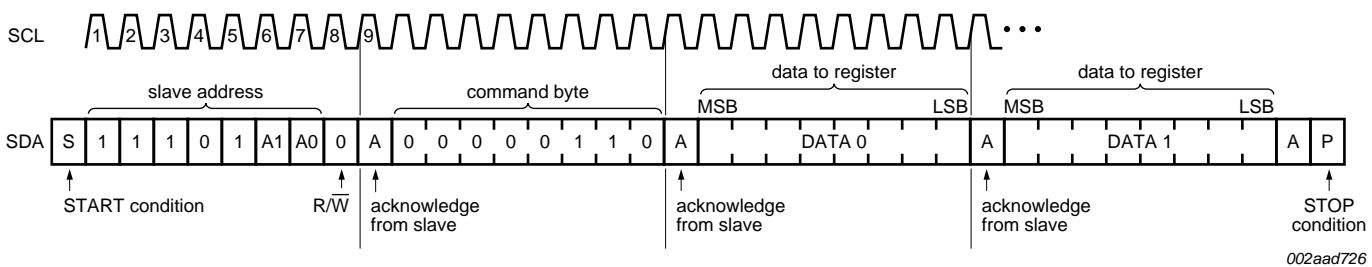 SCL 1 2 3 4 5 6 7 8 9
slave address command byte data to register data to register
MSB LSB MSB LSB
SDA S 1 1 1 0 1 A1 A0 0 A 0 0 0 0 0 1 1 0 A DATA 0 A DATA 1 A P
START condition R/W̅ acknowledge from slave acknowledge from slave acknowledge from slave STOP condition
002aad726